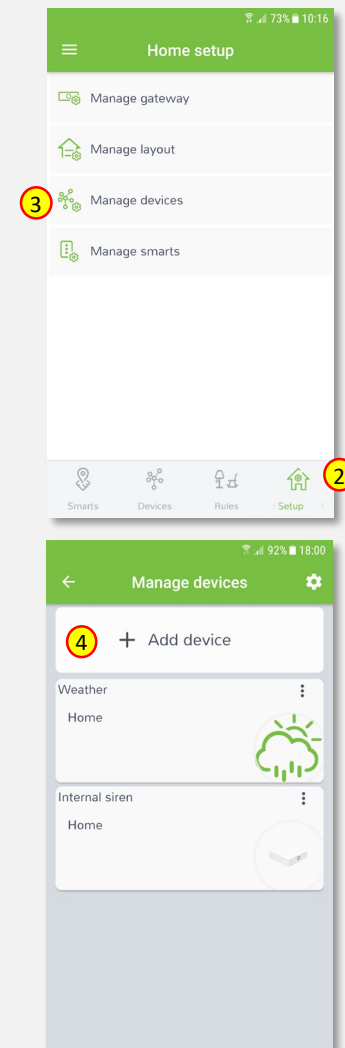 73% 10:16
Home setup
Manage gateway
Manage layout
3 Manage devices
Manage smarts
2
Smarts Devices Rules Setup
92% 18:00
Manage devices
4 + Add device
Weather
Home
Internal siren
Home